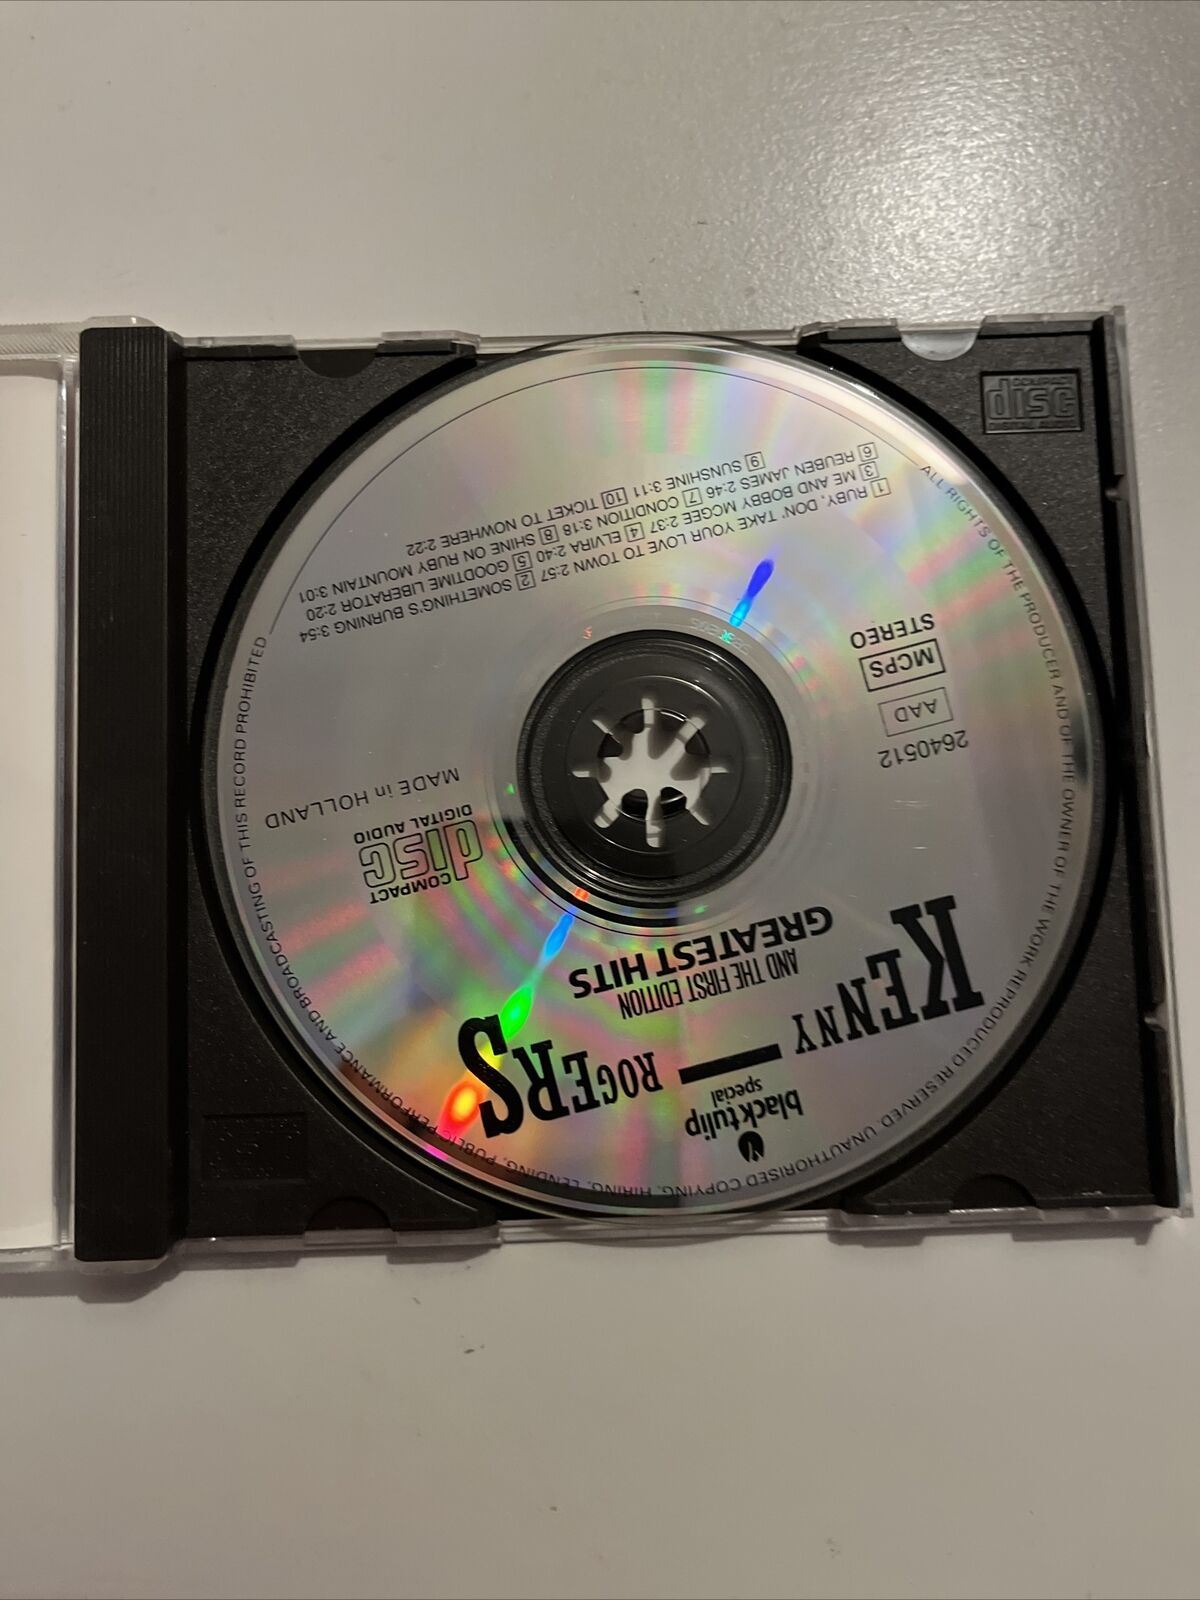 blacktulip
special
KENNY ROGERS
AND THE FIRST EDITION
GREATEST HITS
COMPACT
disc
DIGITAL AUDIO
MADE in HOLLAND
2640512
AAD
MCPS
STEREO
1 RUBY, DON' TAKE YOUR LOVE TO TOWN 2:57 2 SOMETHING'S BURNING 3:54
3 ME AND BOBBY MCGEE 2:37 4 ELVIRA 2:40 5 GOODTIME LIBERATOR 2:20
6 REUBEN JAMES 2:46 7 CONDITION 3:18 8 SHINE ON RUBY MOUNTAIN 3:01
9 SUNSHINE 3:11 10 TICKET TO NOWHERE 2:22
ALL RIGHTS OF THE PRODUCER AND OF THE OWNER OF THE WORK REPRODUCED RESERVED. UNAUTHORISED COPYING, HIRING, LENDING, PUBLIC PERFORMANCE AND BROADCASTING OF THIS RECORD PROHIBITED
COMPACT
disc
DIGITAL AUDIO